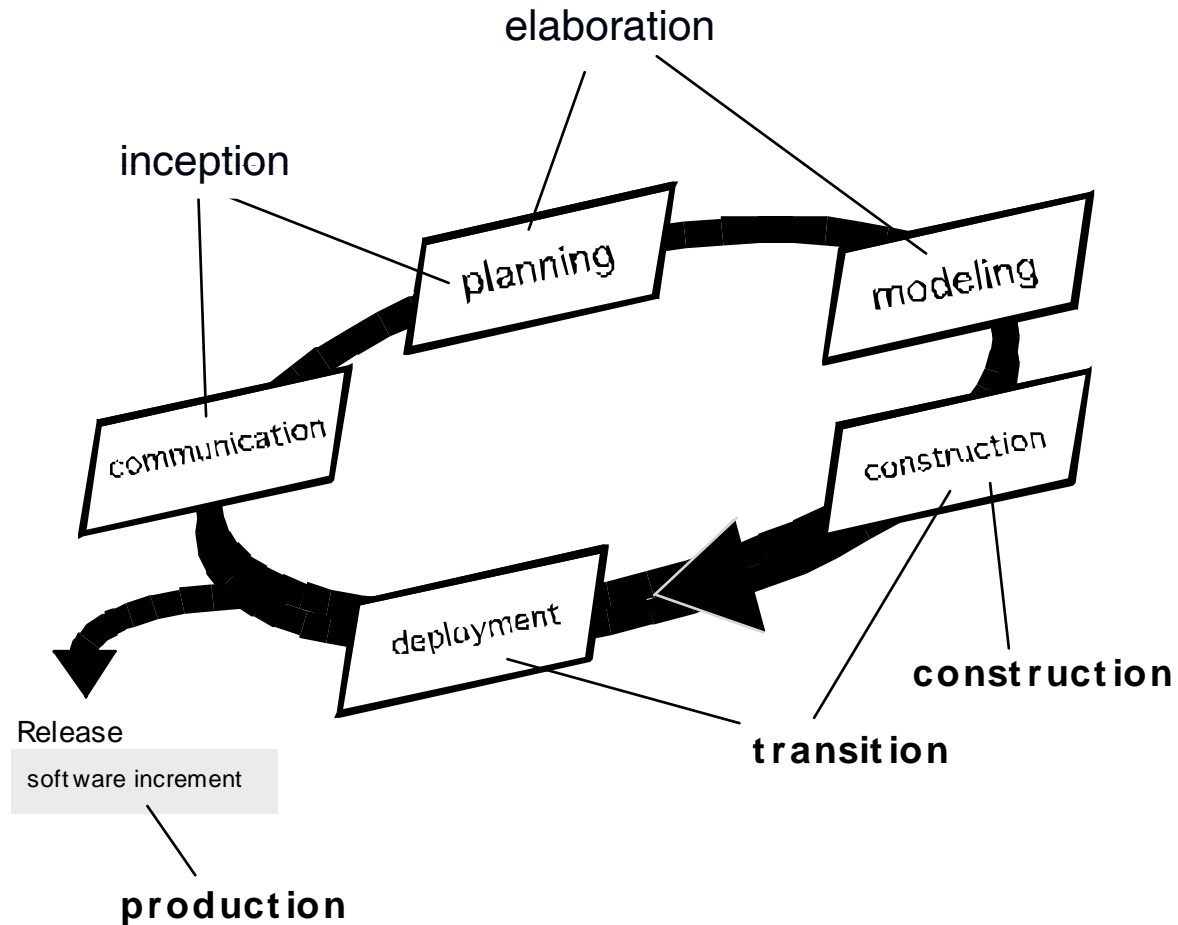 elaboration
inception
planning
modeling
communication
construction
deployment
construction
transition
Release
software increment
production